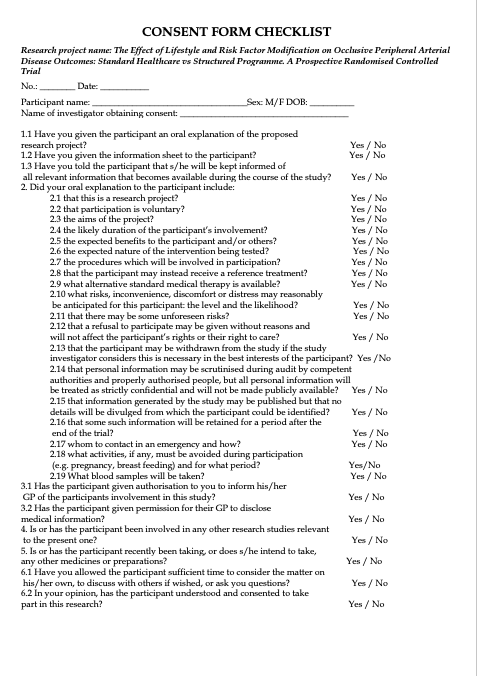 CONSENT FORM CHECKLIST
Research project name: The Effect of Lifestyle and Risk Factor Modification on Occlusive Peripheral Arterial
Disease Outcomes: Standard Healthcare vs Structured Programme. A Prospective Randomised Controlled
Trial
No.: ________ Date: ___________
Participant name: ___________________________________Sex: M/F DOB: __________
Name of investigator obtaining consent: ______________________________________
1.1 Have you given the participant an oral explanation of the proposed
research project? Yes / No
1.2 Have you given the information sheet to the participant? Yes / No
1.3 Have you told the participant that s/he will be kept informed of
all relevant information that becomes available during the course of the study? Yes / No
2. Did your oral explanation to the participant include:
2.1 that this is a research project? Yes / No
2.2 that participation is voluntary? Yes / No
2.3 the aims of the project? Yes / No
2.4 the likely duration of the participant's involvement? Yes / No
2.5 the expected benefits to the participant and/or others? Yes / No
2.6 the expected nature of the intervention being tested? Yes / No
2.7 the procedures which will be involved in participation? Yes / No
2.8 that the participant may instead receive a reference treatment? Yes / No
2.9 what alternative standard medical therapy is available? Yes / No
2.10 what risks, inconvenience, discomfort or distress may reasonably
be anticipated for this participant: the level and the likelihood? Yes / No
2.11 that there may be some unforeseen risks? Yes / No
2.12 that a refusal to participate may be given without reasons and
will not affect the participant's rights or their right to care? Yes / No
2.13 that the participant may be withdrawn from the study if the study
investigator considers this is necessary in the best interests of the participant? Yes /No
2.14 that personal information may be scrutinised during audit by competent
authorities and properly authorised people, but all personal information will
be treated as strictly confidential and will not be made publicly available? Yes / No
2.15 that information generated by the study may be published but that no
details will be divulged from which the participant could be identified? Yes / No
2.16 that some such information will be retained for a period after the
end of the trial? Yes / No
2.17 whom to contact in an emergency and how? Yes / No
2.18 what activities, if any, must be avoided during participation
(e.g. pregnancy, breast feeding) and for what period? Yes/No
2.19 What blood samples will be taken? Yes / No
3.1 Has the participant given authorisation to you to inform his/her
GP of the participants involvement in this study? Yes / No
3.2 Has the participant given permission for their GP to disclose
medical information? Yes / No
4. Is or has the participant been involved in any other research studies relevant
to the present one? Yes / No
5. Is or has the participant recently been taking, or does s/he intend to take,
any other medicines or preparations? Yes / No
6.1 Have you allowed the participant sufficient time to consider the matter on
his/her own, to discuss with others if wished, or ask you questions? Yes / No
6.2 In your opinion, has the participant understood and consented to take
part in this research? Yes / No